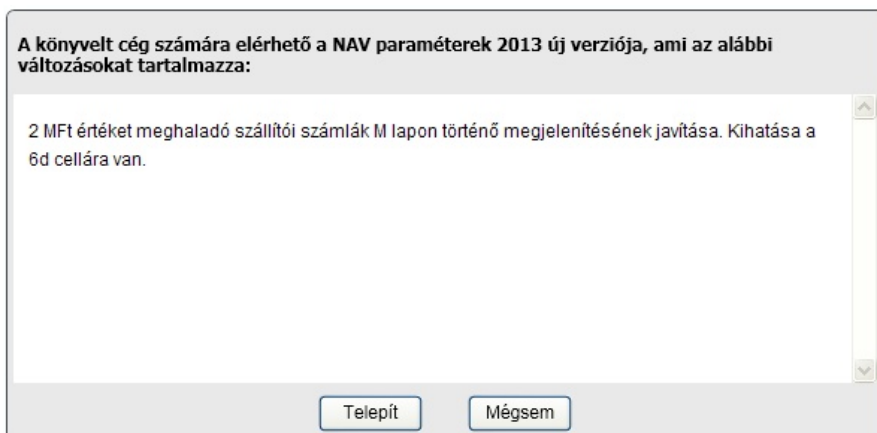 A könyvelt cég számára elérhető a NAV paraméterek 2013 új verziója, ami az alábbi
változásokat tartalmazza:
2 MFt értéket meghaladó szállítói számlák M lapon történő megjelenítésének javítása. Kihatása a
6d cellára van.
Telepít Mégsem